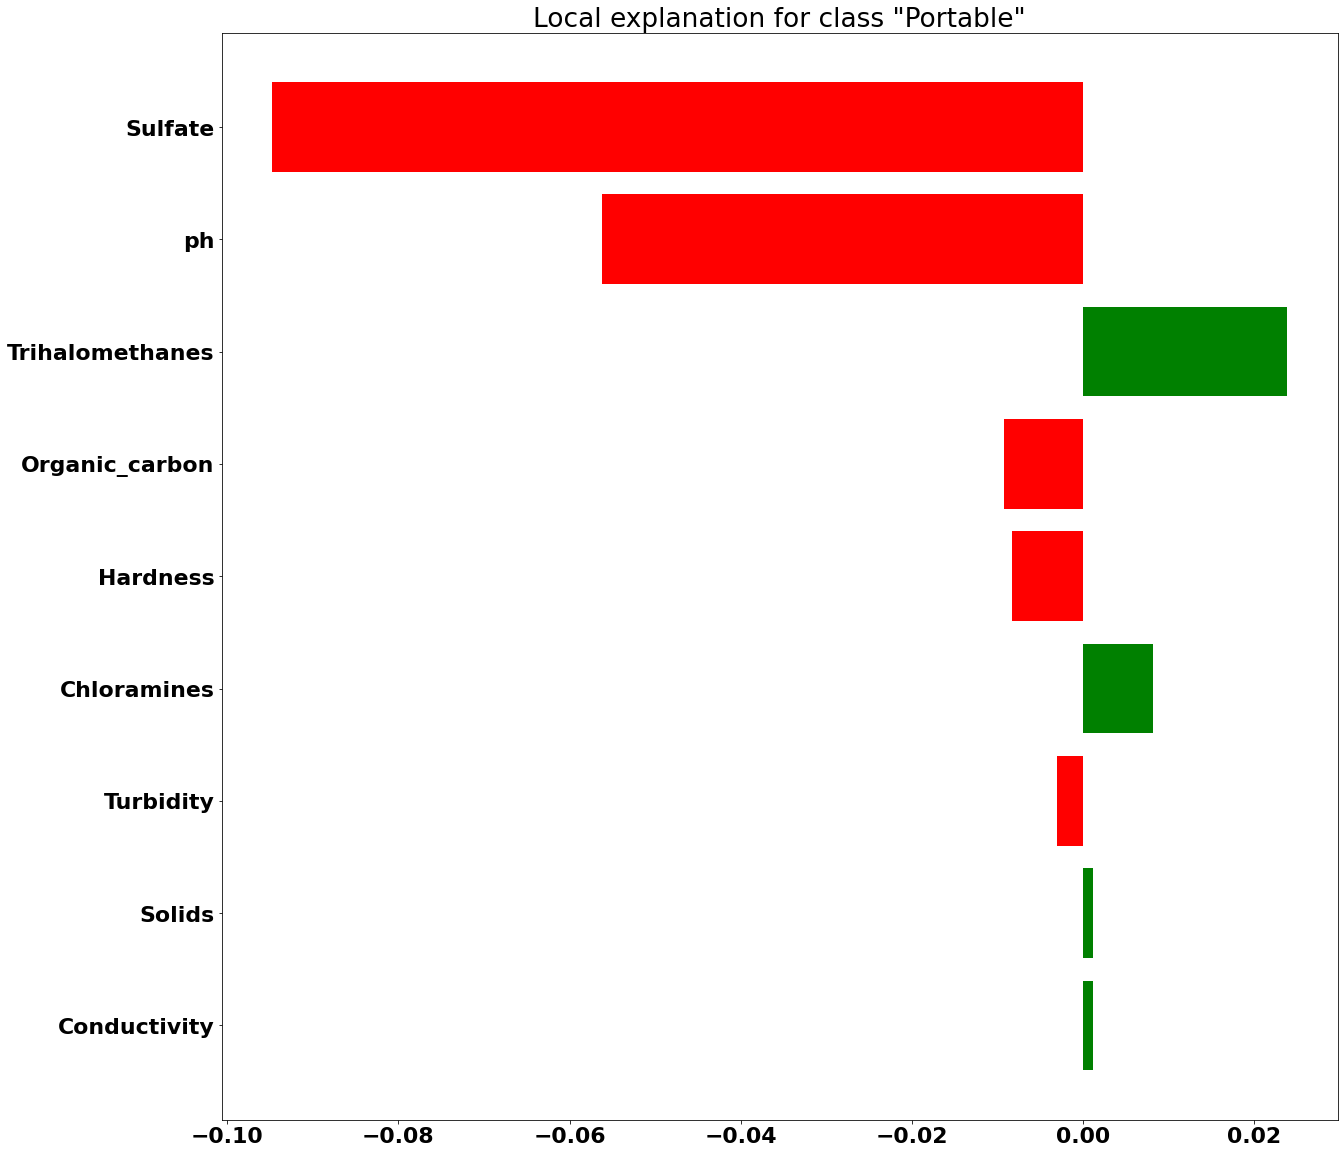 Local explanation for class "Portable"
Sulfate
ph
Trihalomethanes
Organic_carbon
Hardness
Chloramines
Turbidity
Solids
Conductivity
−0.10 −0.08 −0.06 −0.04 −0.02 0.00 0.02